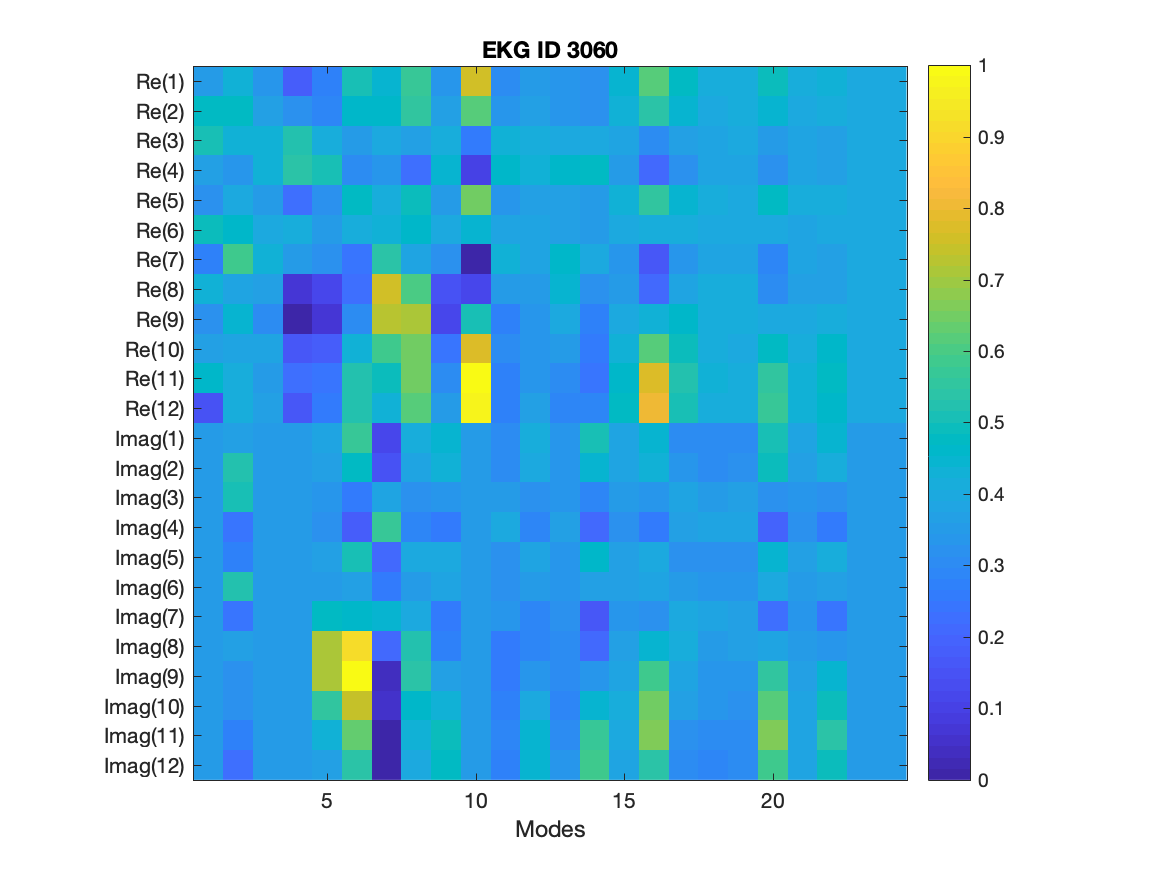 EKG ID 3060
Re(1)
Re(2)
Re(3)
Re(4)
Re(5)
Re(6)
Re(7)
Re(8)
Re(9)
Re(10)
Re(11)
Re(12)
Imag(1)
Imag(2)
Imag(3)
Imag(4)
Imag(5)
Imag(6)
Imag(7)
Imag(8)
Imag(9)
Imag(10)
Imag(11)
Imag(12)
5 10 15 20
Modes
1
0.9
0.8
0.7
0.6
0.5
0.4
0.3
0.2
0.1
0